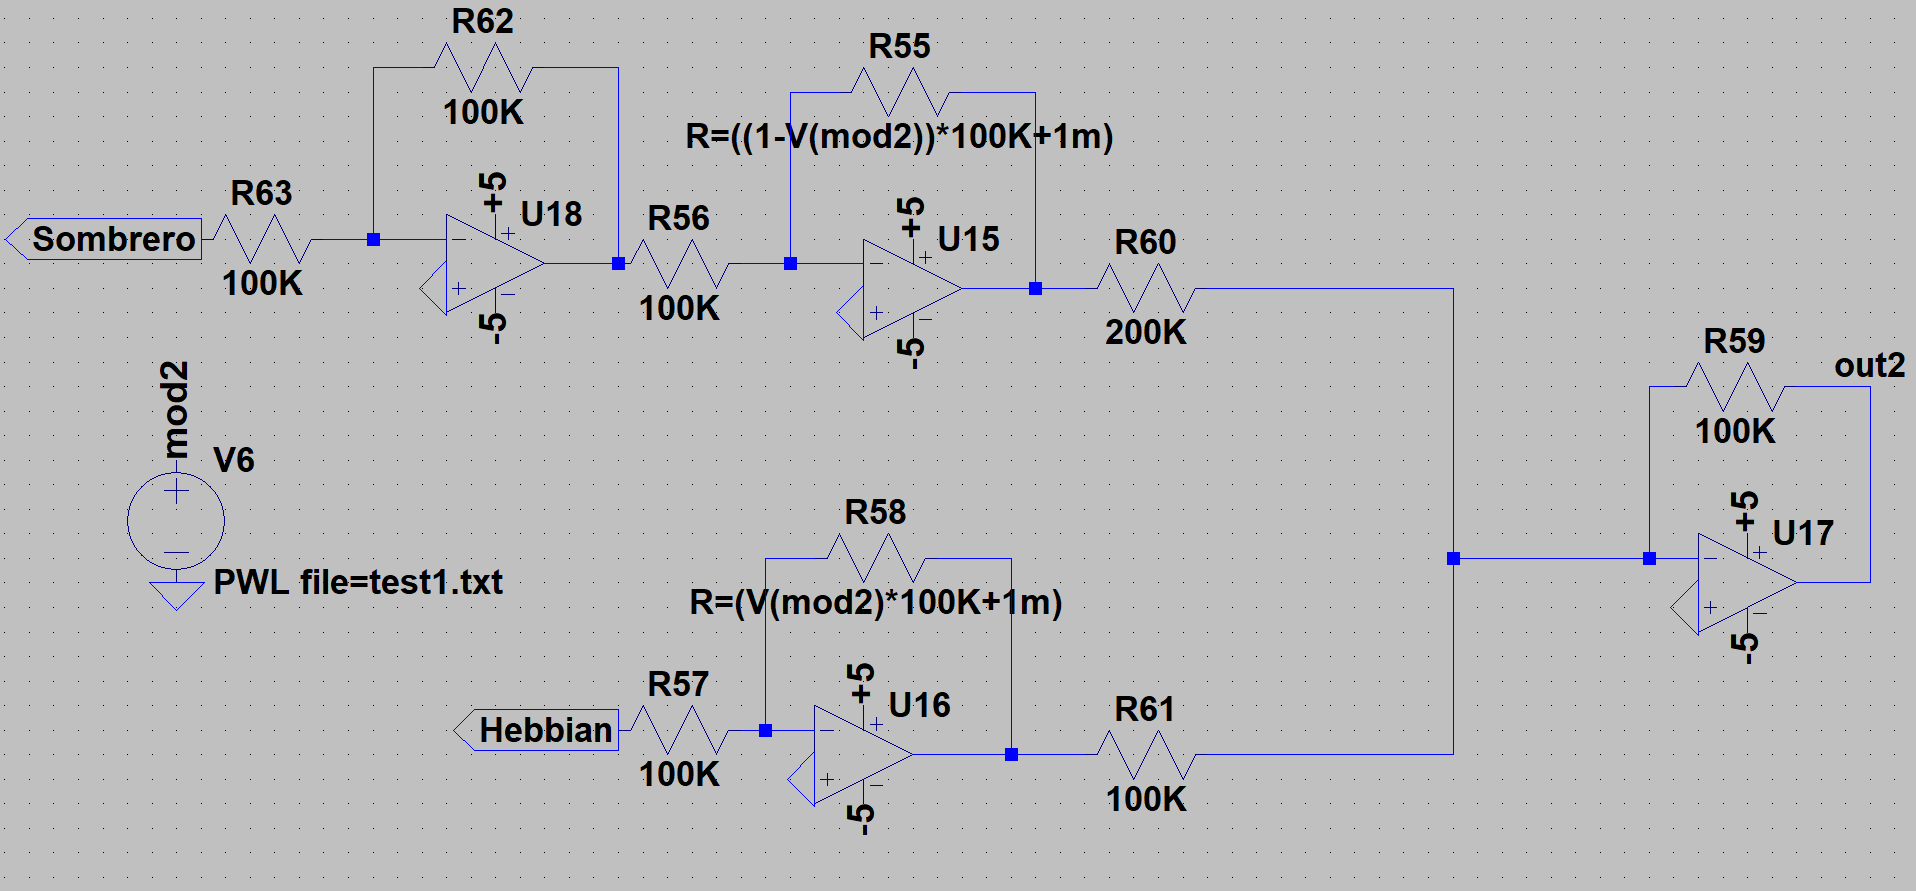 R62
100K
R55
R=((1-V(mod2))*100K+1m)
R63
Sombrero
100K
+5
U18
-5
R56
100K
+5
U15
-5
R60
200K
mod2
V6
PWL file=test1.txt
R59
out2
100K
+5
U17
-5
R58
R=(V(mod2)*100K+1m)
R57
Hebbian
100K
+5
U16
-5
R61
100K